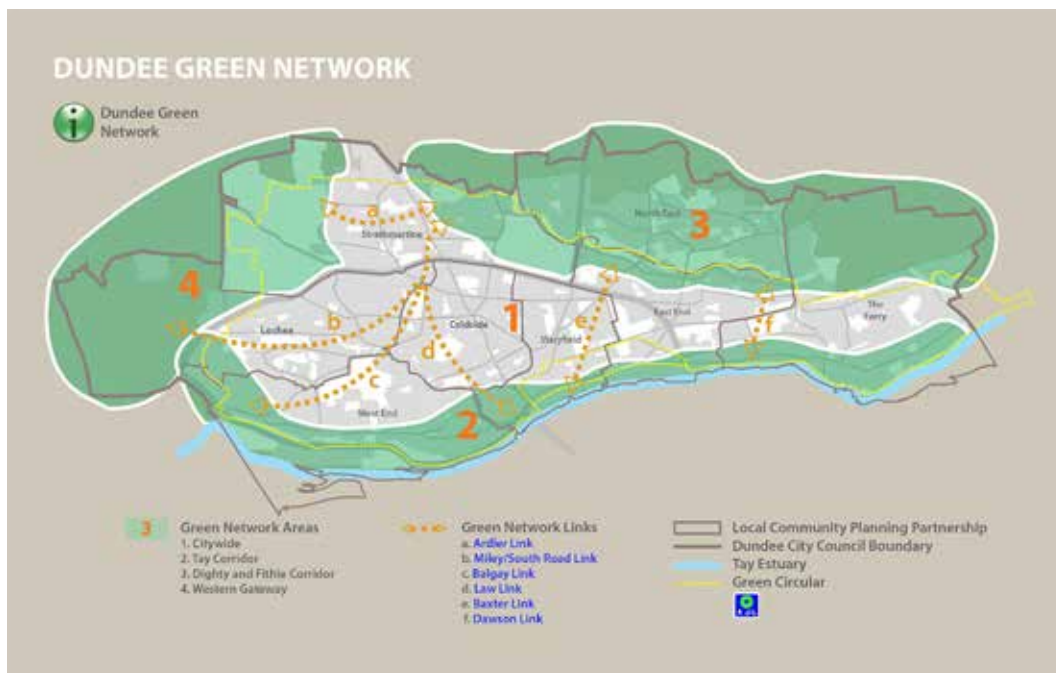 DUNDEE GREEN NETWORK
Dundee Green
Network
North East
3
a
Strathmartine
4
1
The
Ferry
Lochee
b
Coldside
e
East End
f
Maryfield
d
c
West End
2
3
Green Network Areas
1. Citywide
2. Tay Corridor
3. Dighty and Fithie Corridor
4. Western Gateway
Green Network Links
a. Ardler Link
b. Miley/South Road Link
c. Balgay Link
d. Law Link
e. Baxter Link
f. Dawson Link
Local Community Planning Partnership
Dundee City Council Boundary
Tay Estuary
Green Circular